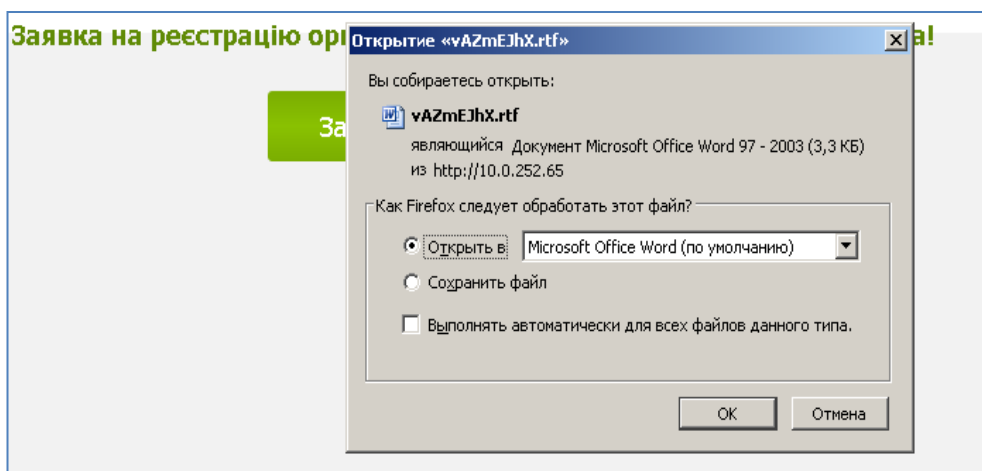 Заявка на реєстрацію а!
Открытие «vAZmEJhX.rtf»
Вы собираетесь открыть:
vAZmEJhX.rtf
являющийся Документ Microsoft Office Word 97 - 2003 (3,3 КБ)
из http://10.0.252.65
За
Как Firefox следует обработать этот файл?
Открыть в Microsoft Office Word (по умолчанию)
Сохранить файл
Выполнять автоматически для всех файлов данного типа.
ОК Отмена